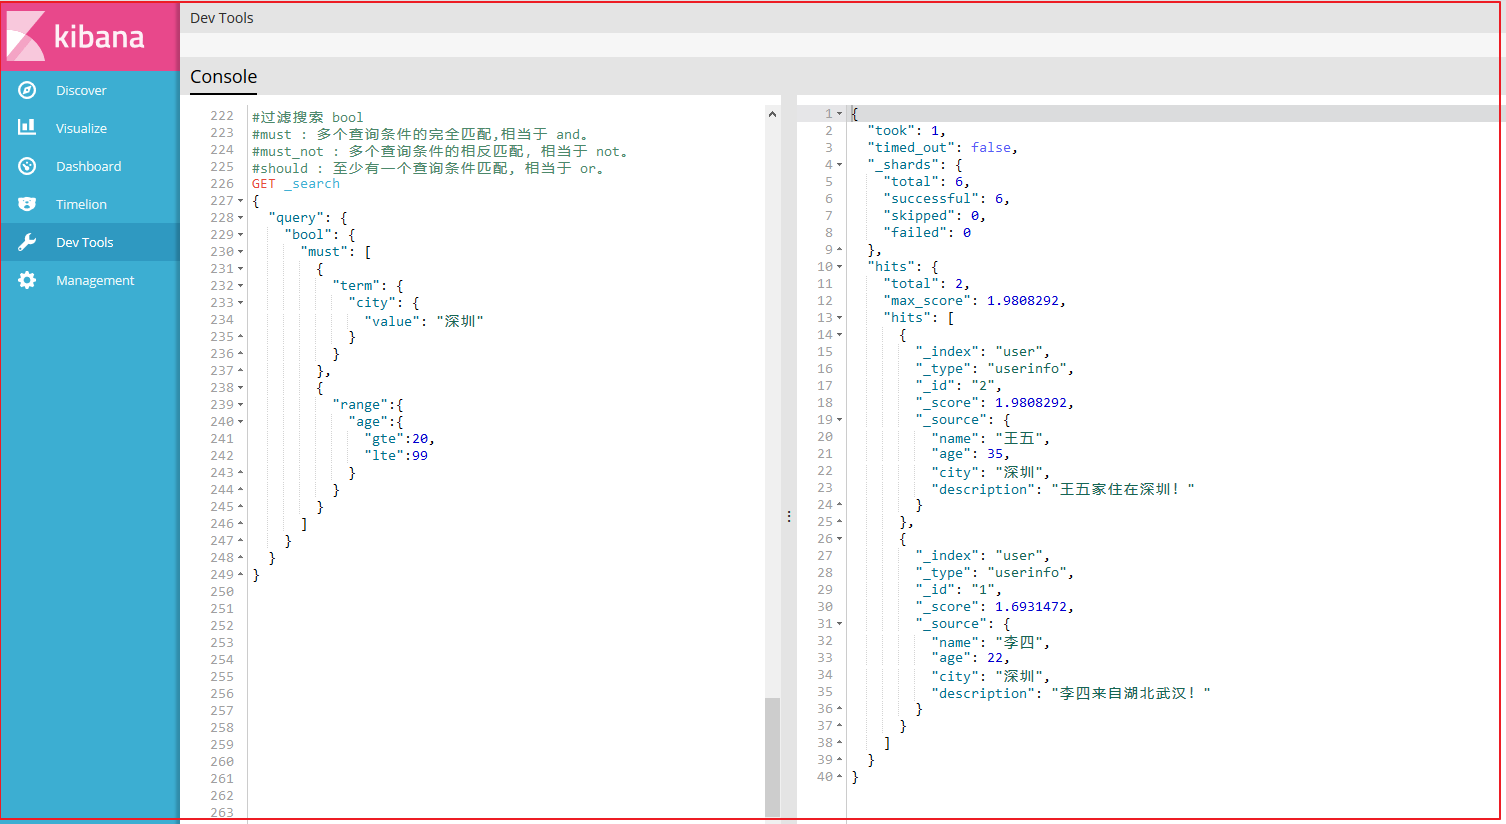 kibana
Discover
Visualize
Dashboard
Timelion
Dev Tools
Management
Dev Tools
Console
222 #过滤搜索 bool
223 #must : 多个查询条件的完全匹配,相当于 and。
224 #must_not : 多个查询条件的相反匹配，相当于 not。
225 #should : 至少有一个查询条件匹配, 相当于 or。
226 GET _search
227 {
228 "query": {
229 "bool": {
230 "must": [
231 {
232 "term": {
233 "city": {
234 "value": "深圳"
235 }
236 }
237 },
238 {
239 "range":{
240 "age":{
241 "gte":20,
242 "lte":99
243 }
244 }
245 }
246 ]
247 }
248 }
249 }
250
251
252
253
254
255
256
257
258
259
260
261
262
263
1 {
2 "took": 1,
3 "timed_out": false,
4 "_shards": {
5 "total": 6,
6 "successful": 6,
7 "skipped": 0,
8 "failed": 0
9 },
10 "hits": {
11 "total": 2,
12 "max_score": 1.9808292,
13 "hits": [
14 {
15 "_index": "user",
16 "_type": "userinfo",
17 "_id": "2",
18 "_score": 1.9808292,
19 "_source": {
20 "name": "王五",
21 "age": 35,
22 "city": "深圳",
23 "description": "王五家住在深圳！"
24 }
25 },
26 {
27 "_index": "user",
28 "_type": "userinfo",
29 "_id": "1",
30 "_score": 1.6931472,
31 "_source": {
32 "name": "李四",
33 "age": 22,
34 "city": "深圳",
35 "description": "李四来自湖北武汉！"
36 }
37 }
38 ]
39 }
40 }